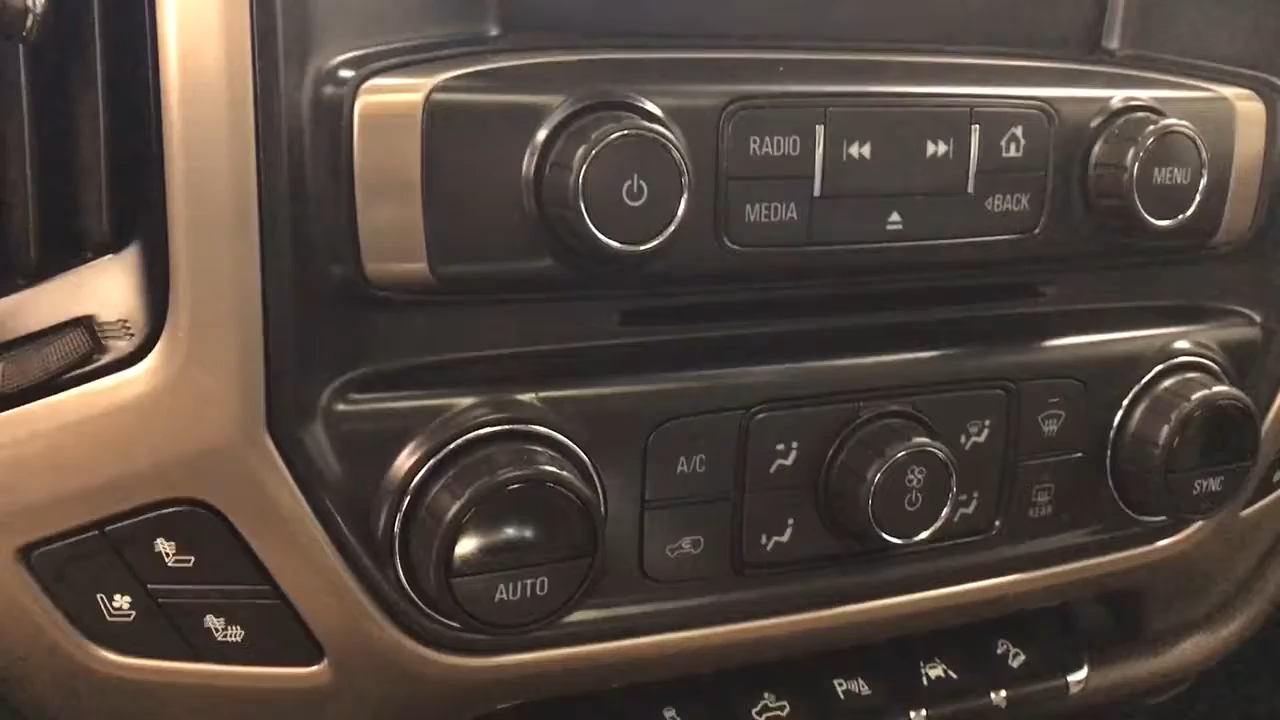 RADIO
MEDIA
BACK
MENU
A/C
AUTO
REAR
SYNC
P